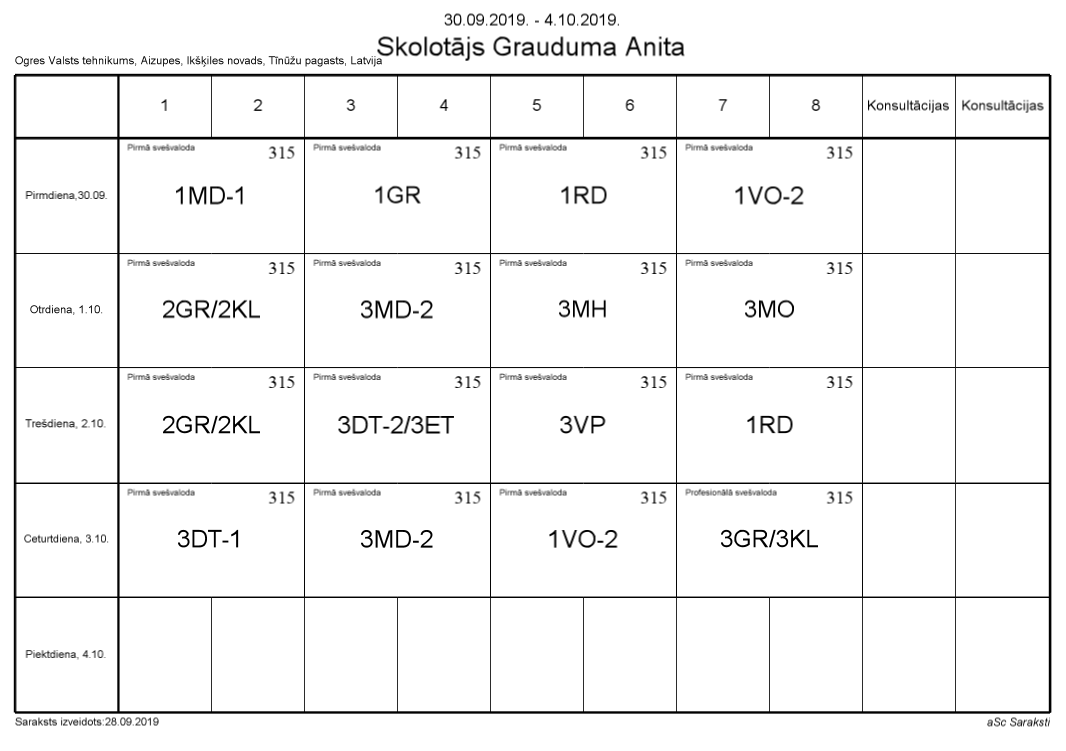 30.09.2019. - 4.10.2019.
Skolotājs Grauduma Anita
Ogres Valsts tehnikums, Aizupes, Ikšķiles novads, Tīnūžu pagasts, Latvija
1 2 3 4 5 6 7 8 Konsultācijas Konsultācijas
Pirmā svešvaloda 315 Pirmā svešvaloda 315 Pirmā svešvaloda 315 Pirmā svešvaloda 315
Pirmdiena,30.09. 1MD-1 1GR 1RD 1VO-2
Pirmā svešvaloda 315 Pirmā svešvaloda 315 Pirmā svešvaloda 315 Pirmā svešvaloda 315
Otrdiena, 1.10. 2GR/2KL 3MD-2 3MH 3MO
Pirmā svešvaloda 315 Pirmā svešvaloda 315 Pirmā svešvaloda 315 Pirmā svešvaloda 315
Trešdiena, 2.10. 2GR/2KL 3DT-2/3ET 3VP 1RD
Pirmā svešvaloda 315 Pirmā svešvaloda 315 Pirmā svešvaloda 315 Profesionālā svešvaloda 315
Ceturtdiena, 3.10. 3DT-1 3MD-2 1VO-2 3GR/3KL
Piektdiena, 4.10.
Saraksts izveidots:28.09.2019 aSc Saraksti